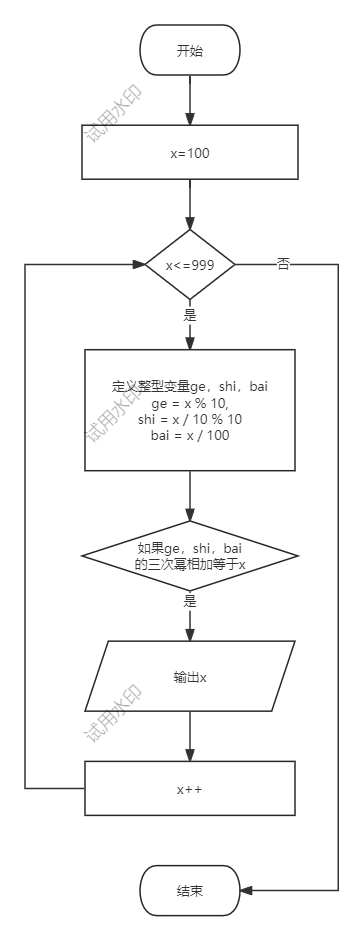 开始
试用水印
x=100
x<=999
否
是
定义整型变量ge，shi，bai
ge = x % 10,
shi = x / 10 % 10
bai = x / 100
试用水印
如果ge，shi，bai
的三次幂相加等于x
是
输出x
试用水印
x++
结束